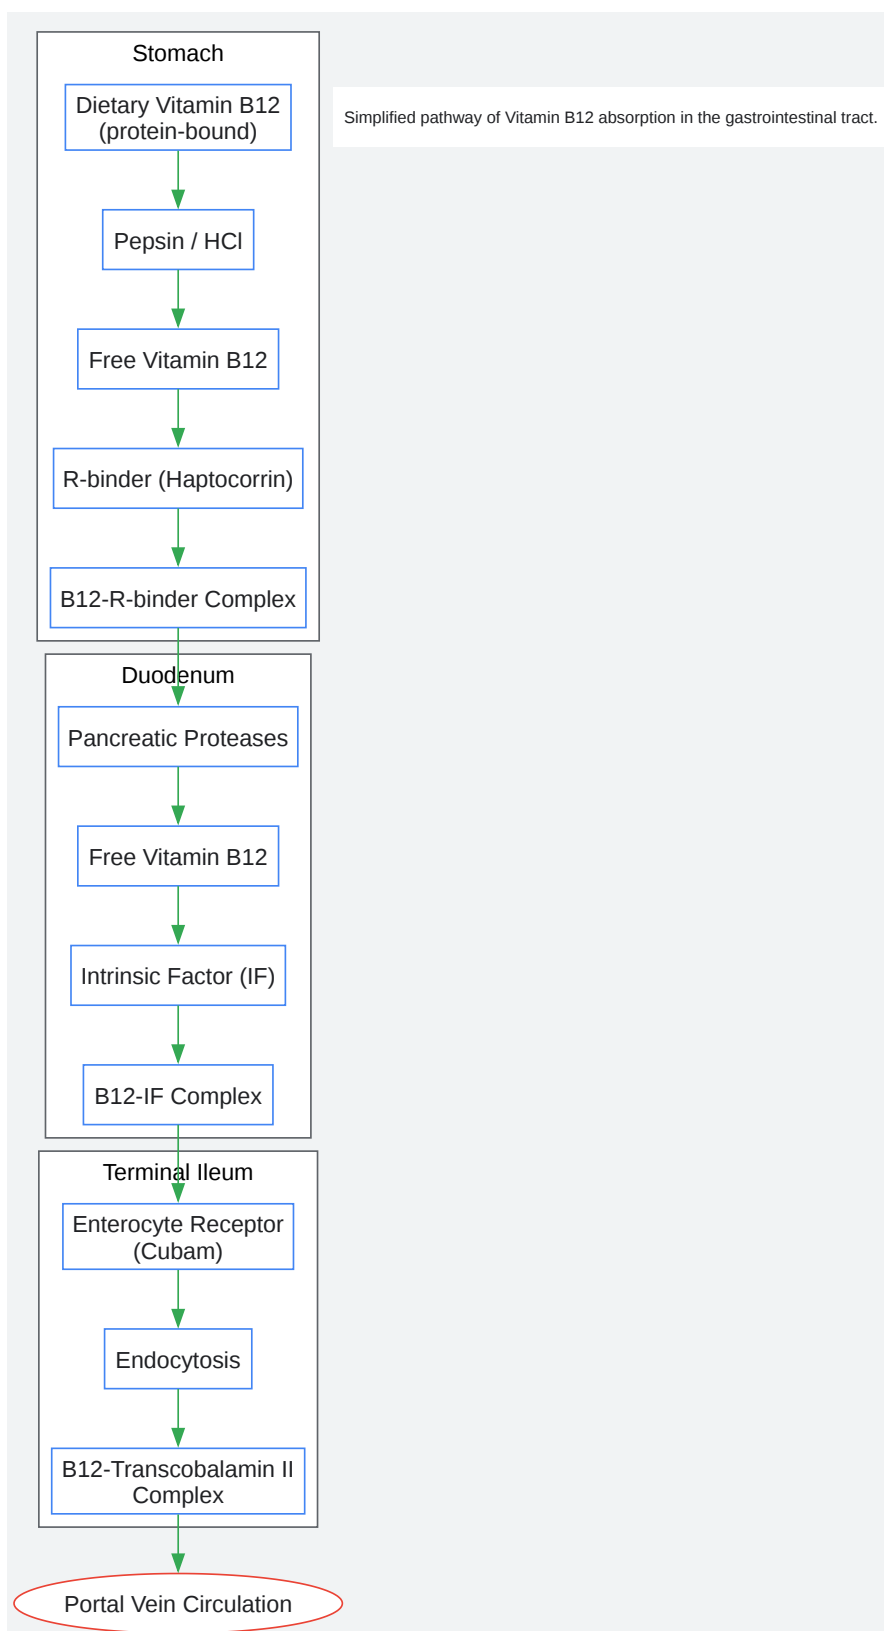 Stomach
Dietary Vitamin B12
(protein-bound)
Simplified pathway of Vitamin B12 absorption in the gastrointestinal tract.
Pepsin / HCl
Free Vitamin B12
R-binder (Haptocorrin)
B12-R-binder Complex
Duodenum
Pancreatic Proteases
Free Vitamin B12
Intrinsic Factor (IF)
B12-IF Complex
Terminal Ileum
Enterocyte Receptor
(Cubam)
Endocytosis
B12-Transcobalamin II
Complex
Portal Vein Circulation